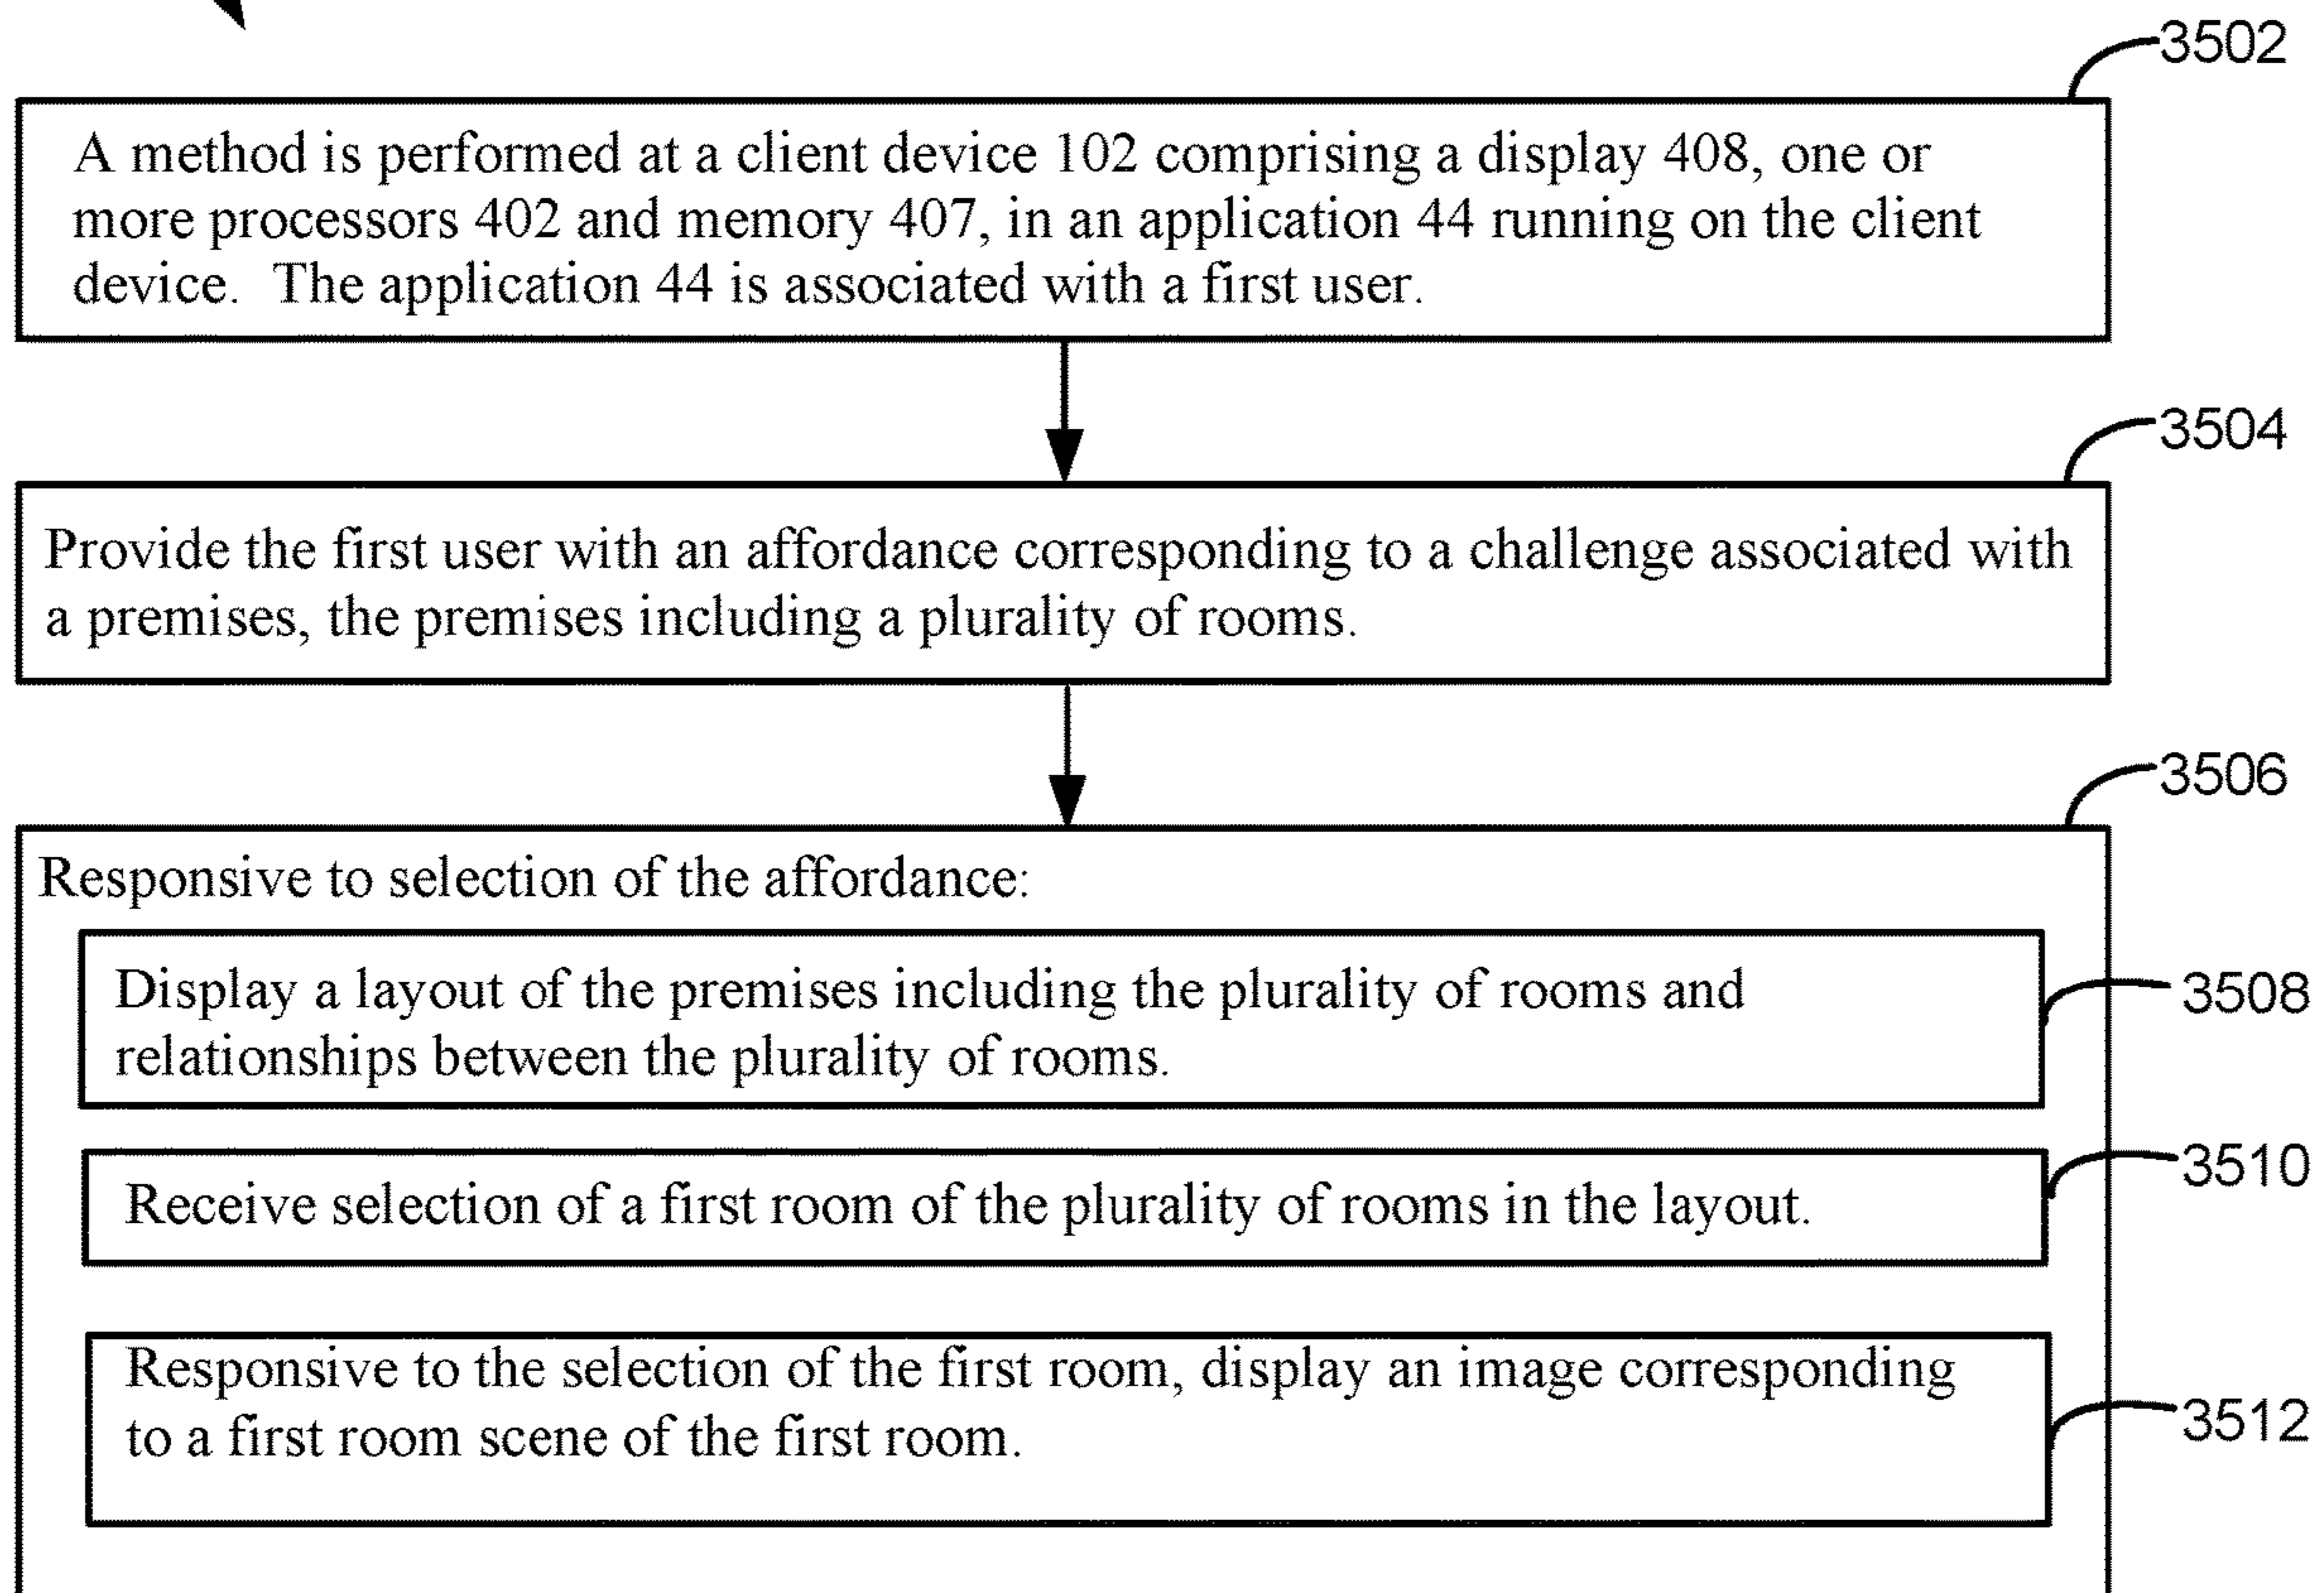 3502
A method is performed at a client device 102 comprising a display 408, one or
more processors 402 and memory 407, in an application 44 running on the client
device.  The application 44 is associated with a first user.
3504
Provide the first user with an affordance corresponding to a challenge associated with
a premises, the premises including a plurality of rooms.
3506
Responsive to selection of the affordance:
Display a layout of the premises including the plurality of rooms and
relationships between the plurality of rooms.
3508
Receive selection of a first room of the plurality of rooms in the layout.
3510
Responsive to the selection of the first room, display an image corresponding
to a first room scene of the first room.
3512